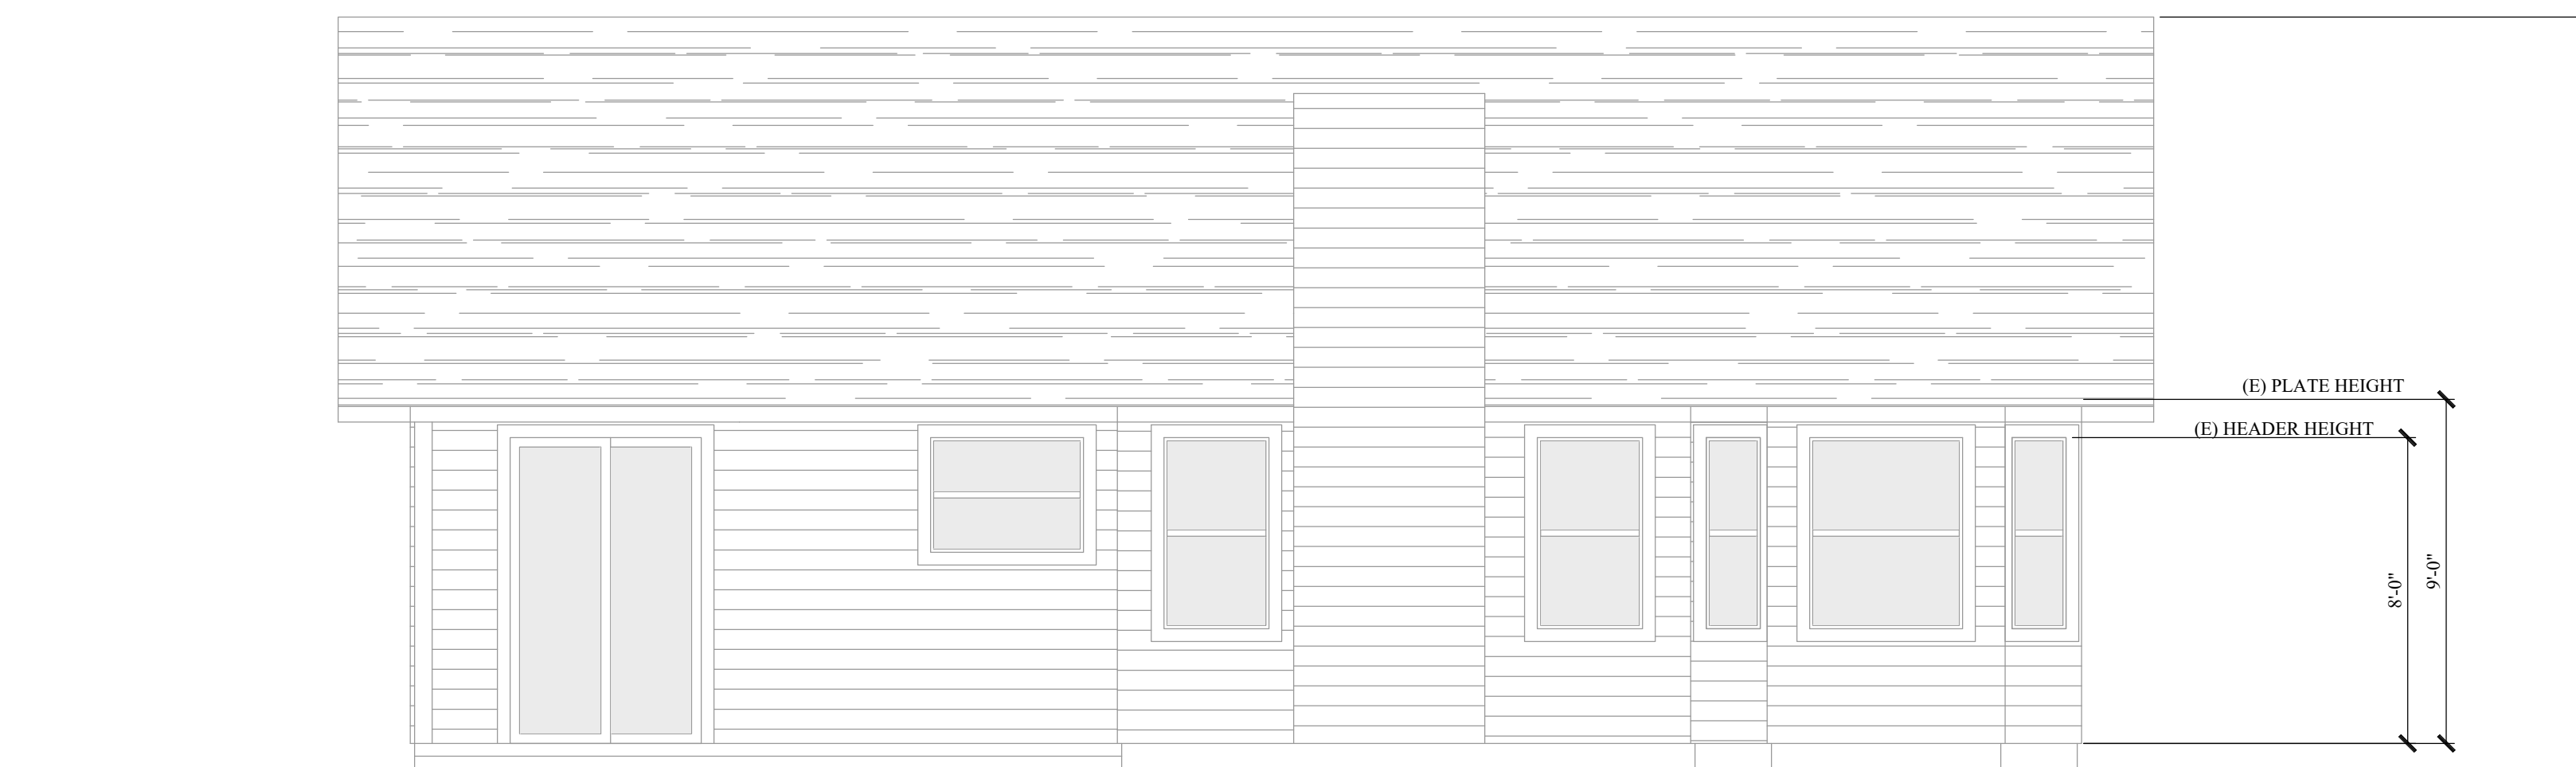 (E) PLATE HEIGHT
(E) HEADER HEIGHT
8'-0"
9'-0"